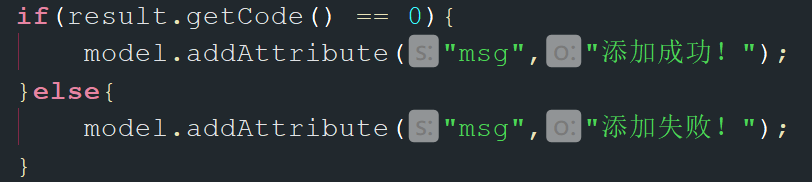 if(result.getCode() == 0){
model.addAttribute(s:"msg",o:"添加成功！");
}else{
model.addAttribute(s:"msg",o:"添加失败！");
}